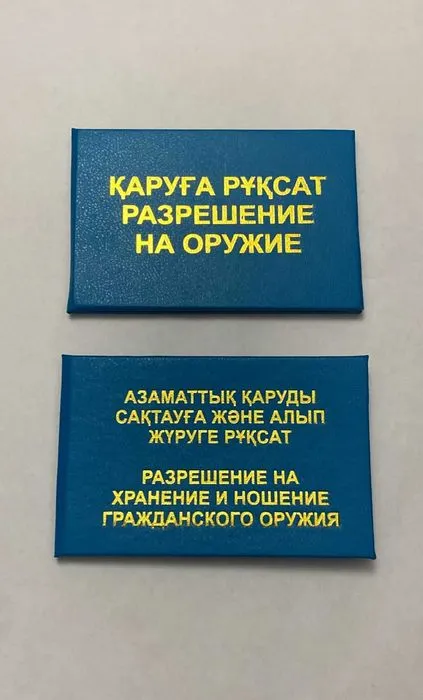 ҚАРУҒА РҰҚСАТ
РАЗРЕШЕНИЕ
НА ОРУЖИЕ
АЗАМАТТЫҚ ҚАРУДЫ
САҚТАУҒА ЖӘНЕ АЛЫП
ЖҮРУГЕ РҰҚСАТ
РАЗРЕШЕНИЕ НА
ХРАНЕНИЕ И НОШЕНИЕ
ГРАЖДАНСКОГО ОРУЖИЯ